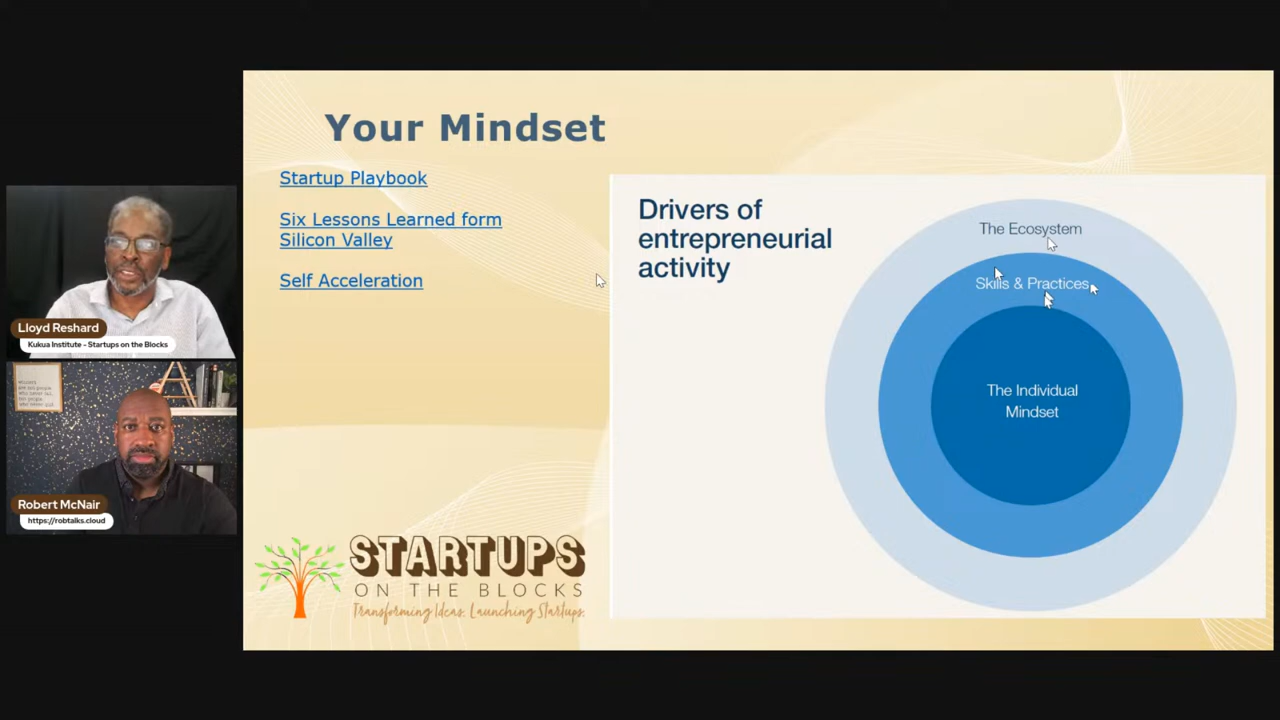 Your Mindset
Startup Playbook
Six Lessons Learned form
Silicon Valley
Self Acceleration
Drivers of
entrepreneurial
activity
The Ecosystem
Skills & Practices
The Individual
Mindset
Lloyd Reshard
Kukua Institute - Startups on the Blocks
Robert McNair
https://robtalks.cloud
STARTUPS
ON THE BLOCKS
Transforming Ideas. Launching Startups.